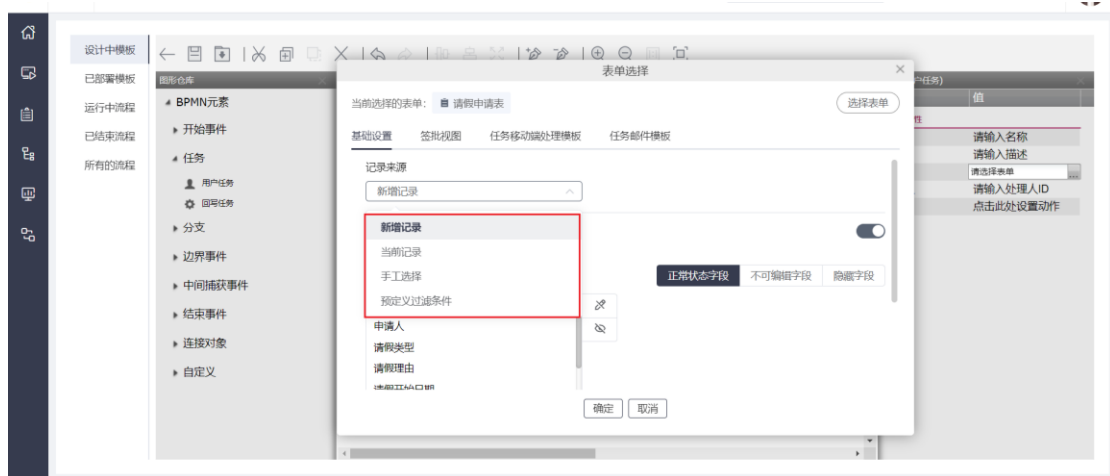 设计中模板
已部署模板
运行中流程
已结束流程
所有的流程
图形仓库
BPMN元素
开始事件
任务
用户任务
回写任务
分支
边界事件
中间捕获事件
结束事件
连接对象
自定义
表单选择
当前选择的表单: 请假申请表
选择表单
基础设置 签批视图 任务移动端处理模板 任务邮件模板
记录来源
新增记录
新增记录
当前记录
手工选择
预定义过滤条件
正常状态字段 不可编辑字段 隐藏字段
申请人
请假类型
请假理由
请假开始日期
确定 取消
户任务)
值
性
请输入名称
请输入描述
请选择表单 ...
请输入处理人ID
点击此处设置动作